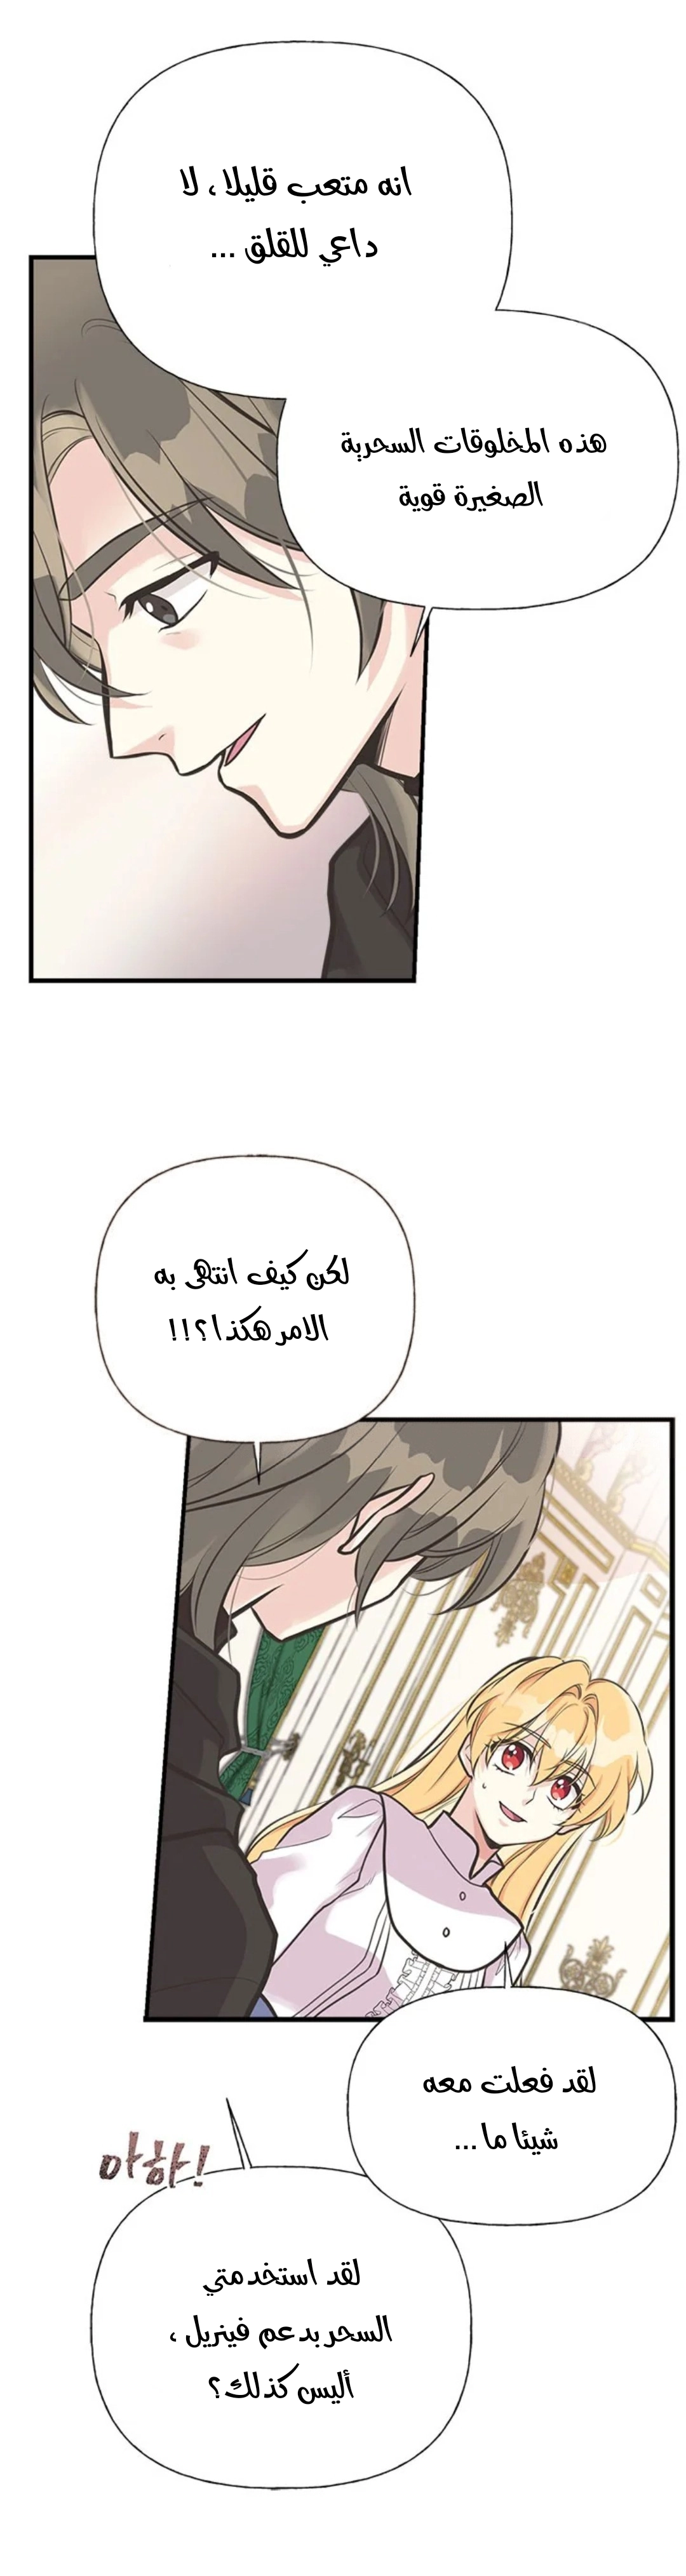 انه متعب قليلا ، لا
داعي للقلق ...
هذه المخلوقات السحرية
الصغيرة قوية
لكن كيف انتهى به
الامر هكذا؟!!
لقد فعلت معه
شيئا ما ...
아하!
لقد استخدمتي
السحر بدعم فينريل ،
أليس كذلك؟